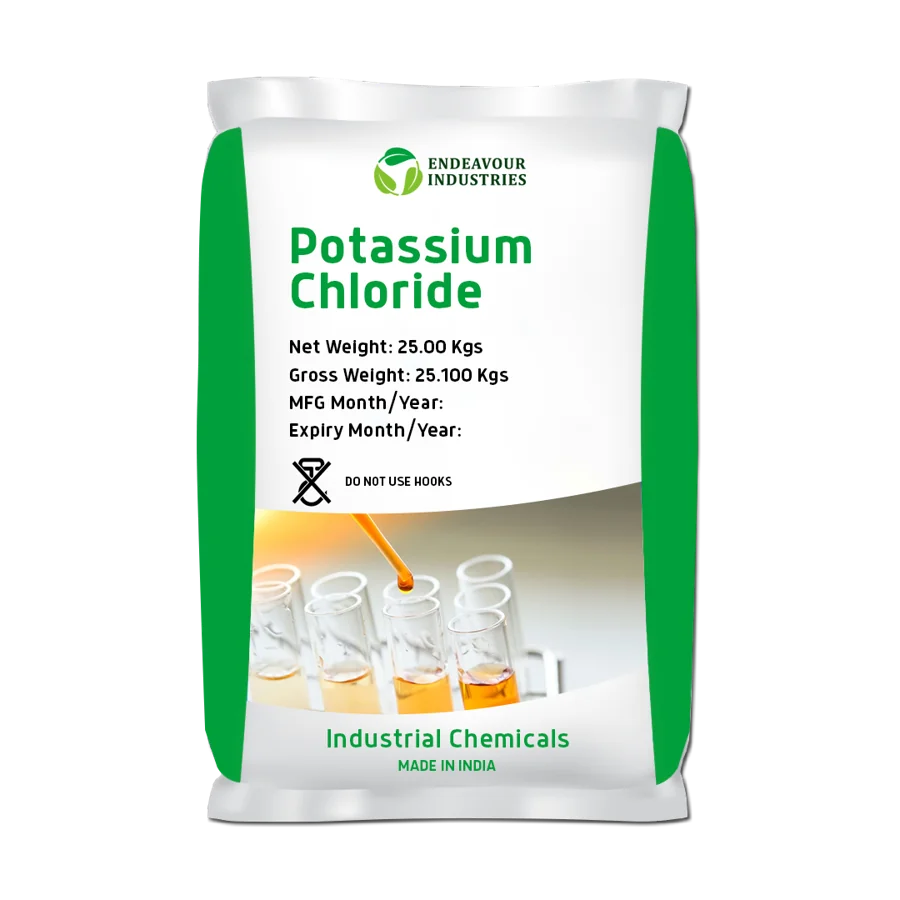 ENDEAVOUR
INDUSTRIES
Potassium
Chloride
Net Weight: 25.00 Kgs
Gross Weight: 25.100 Kgs
MFG Month/Year:
Expiry Month/Year:
DO NOT USE HOOKS
Industrial Chemicals
MADE IN INDIA